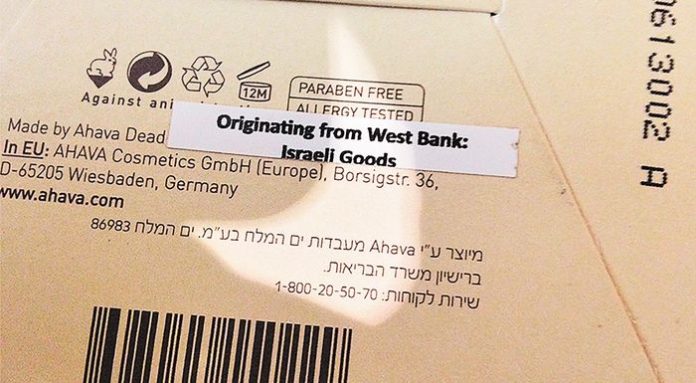 12M
PARABEN FREE
ALLERGY TESTED
Against
Made by Ahava Dead
Originating from West Bank:
Israeli Goods
In EU: AHAVA Cosmetics GmbH (Europe), Borsigstr. 36,
D-65205 Wiesbaden, Germany
www.ahava.com
מיוצר ע"י Ahava מעבדות ים המלח בע"מ. ים המלח 86983
ברישיון משרד הבריאות.
שירות לקוחות: 1-800-20-50-70
0613002 A